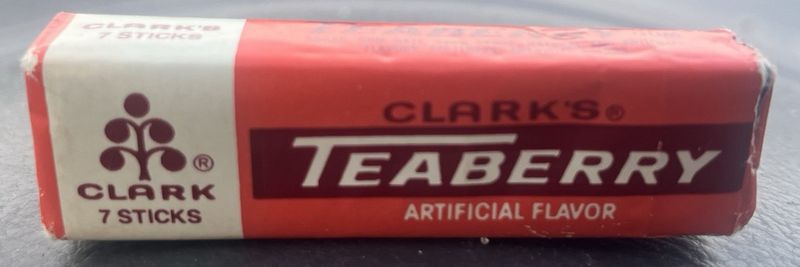 CLARK'S
7 STICKS
CLARK®
7 STICKS
CLARK'S®
TEABERRY
ARTIFICIAL FLAVOR